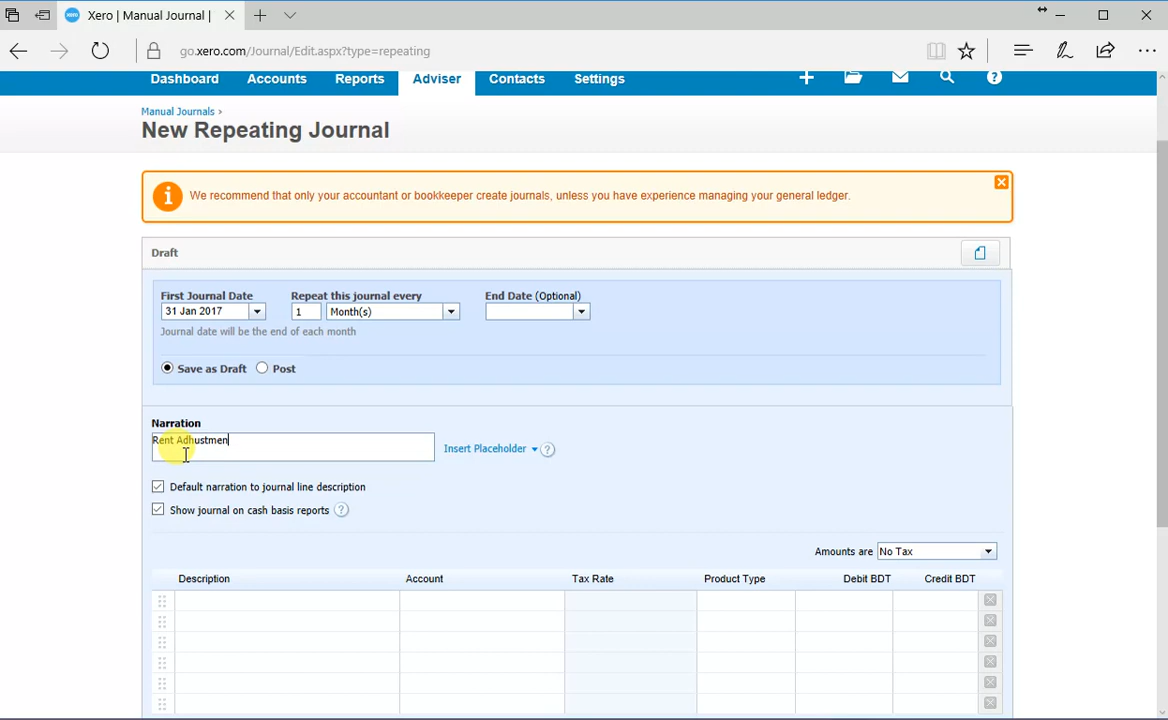 Xero | Manual Journal |
go.xero.com/Journal/Edit.aspx?type=repeating
Dashboard Accounts Reports Adviser Contacts Settings
Manual Journals ›
New Repeating Journal
We recommend that only your accountant or bookkeeper create journals, unless you have experience managing your general ledger.
Draft
First Journal Date Repeat this journal every End Date (Optional)
31 Jan 2017 1 Month(s)
Journal date will be the end of each month
Save as Draft Post
Narration
Rent Adhustmen
Insert Placeholder ?
Default narration to journal line description
Show journal on cash basis reports ?
Amounts are No Tax
Description Account Tax Rate Product Type Debit BDT Credit BDT